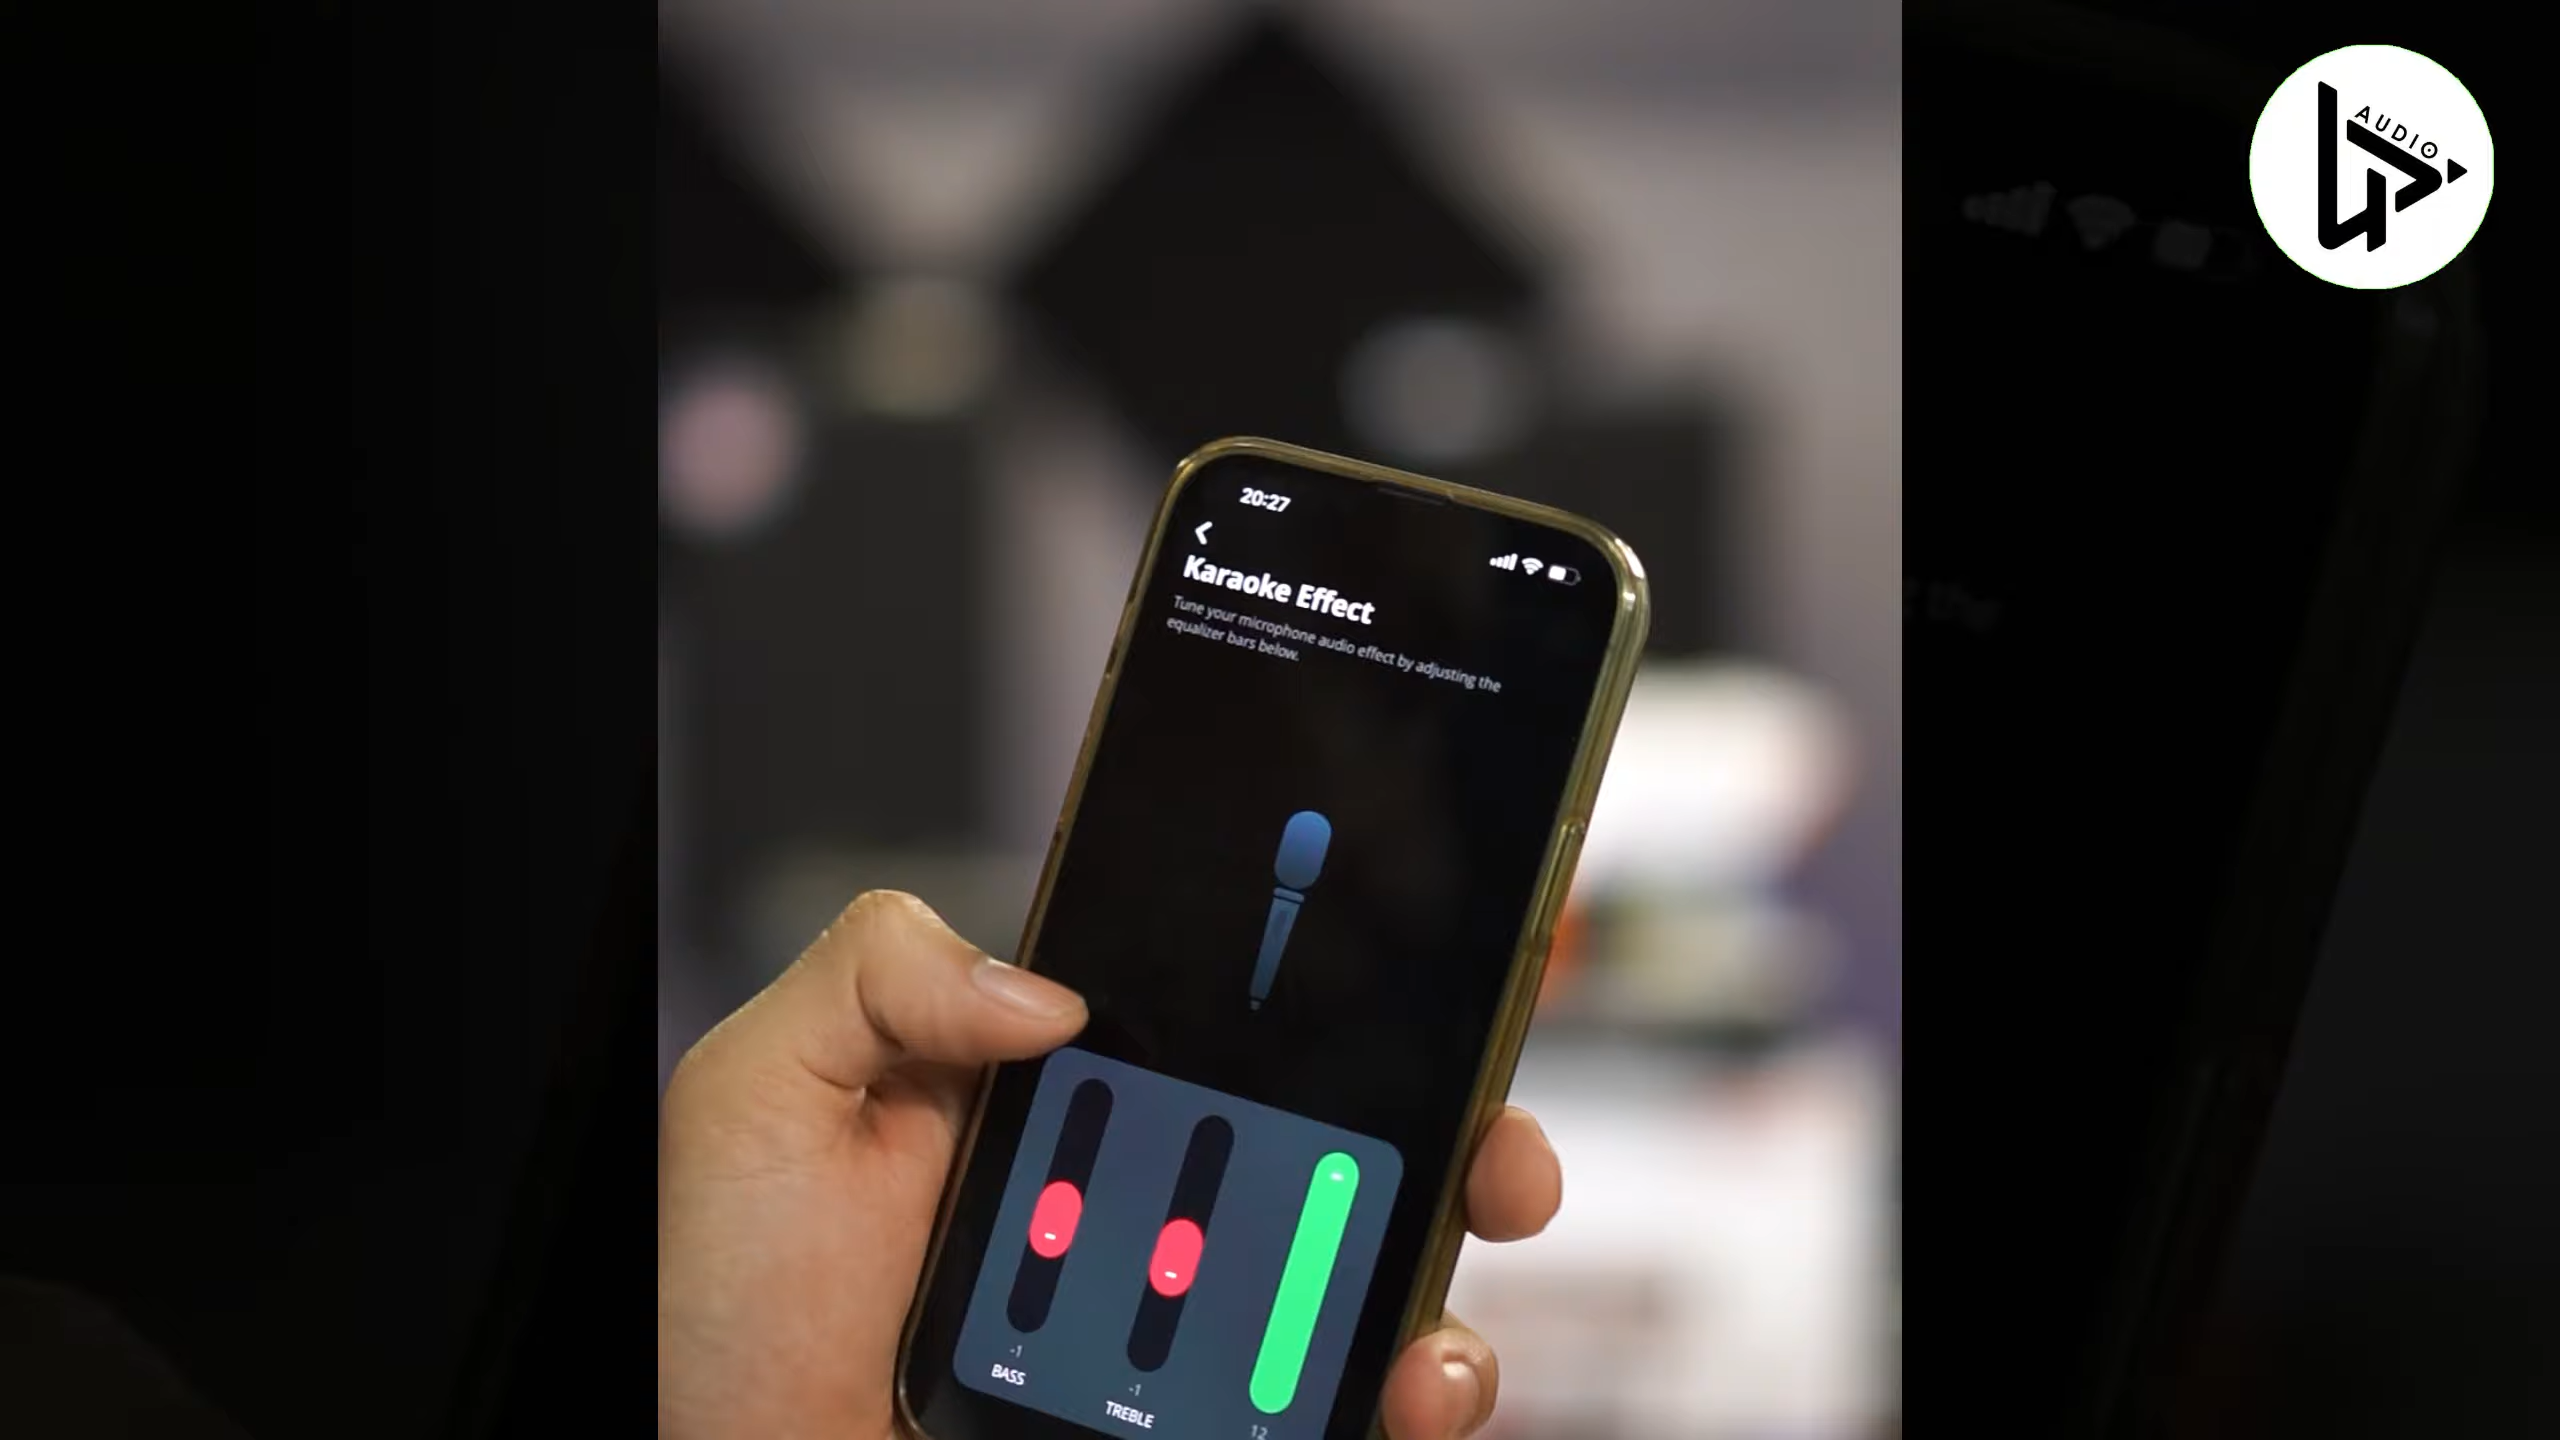 AUDIO
20:27
Karaoke Effect
Tune your microphone audio effect by adjusting the
equalizer bars below.
-1
BASS
-1
TREBLE
12
g the